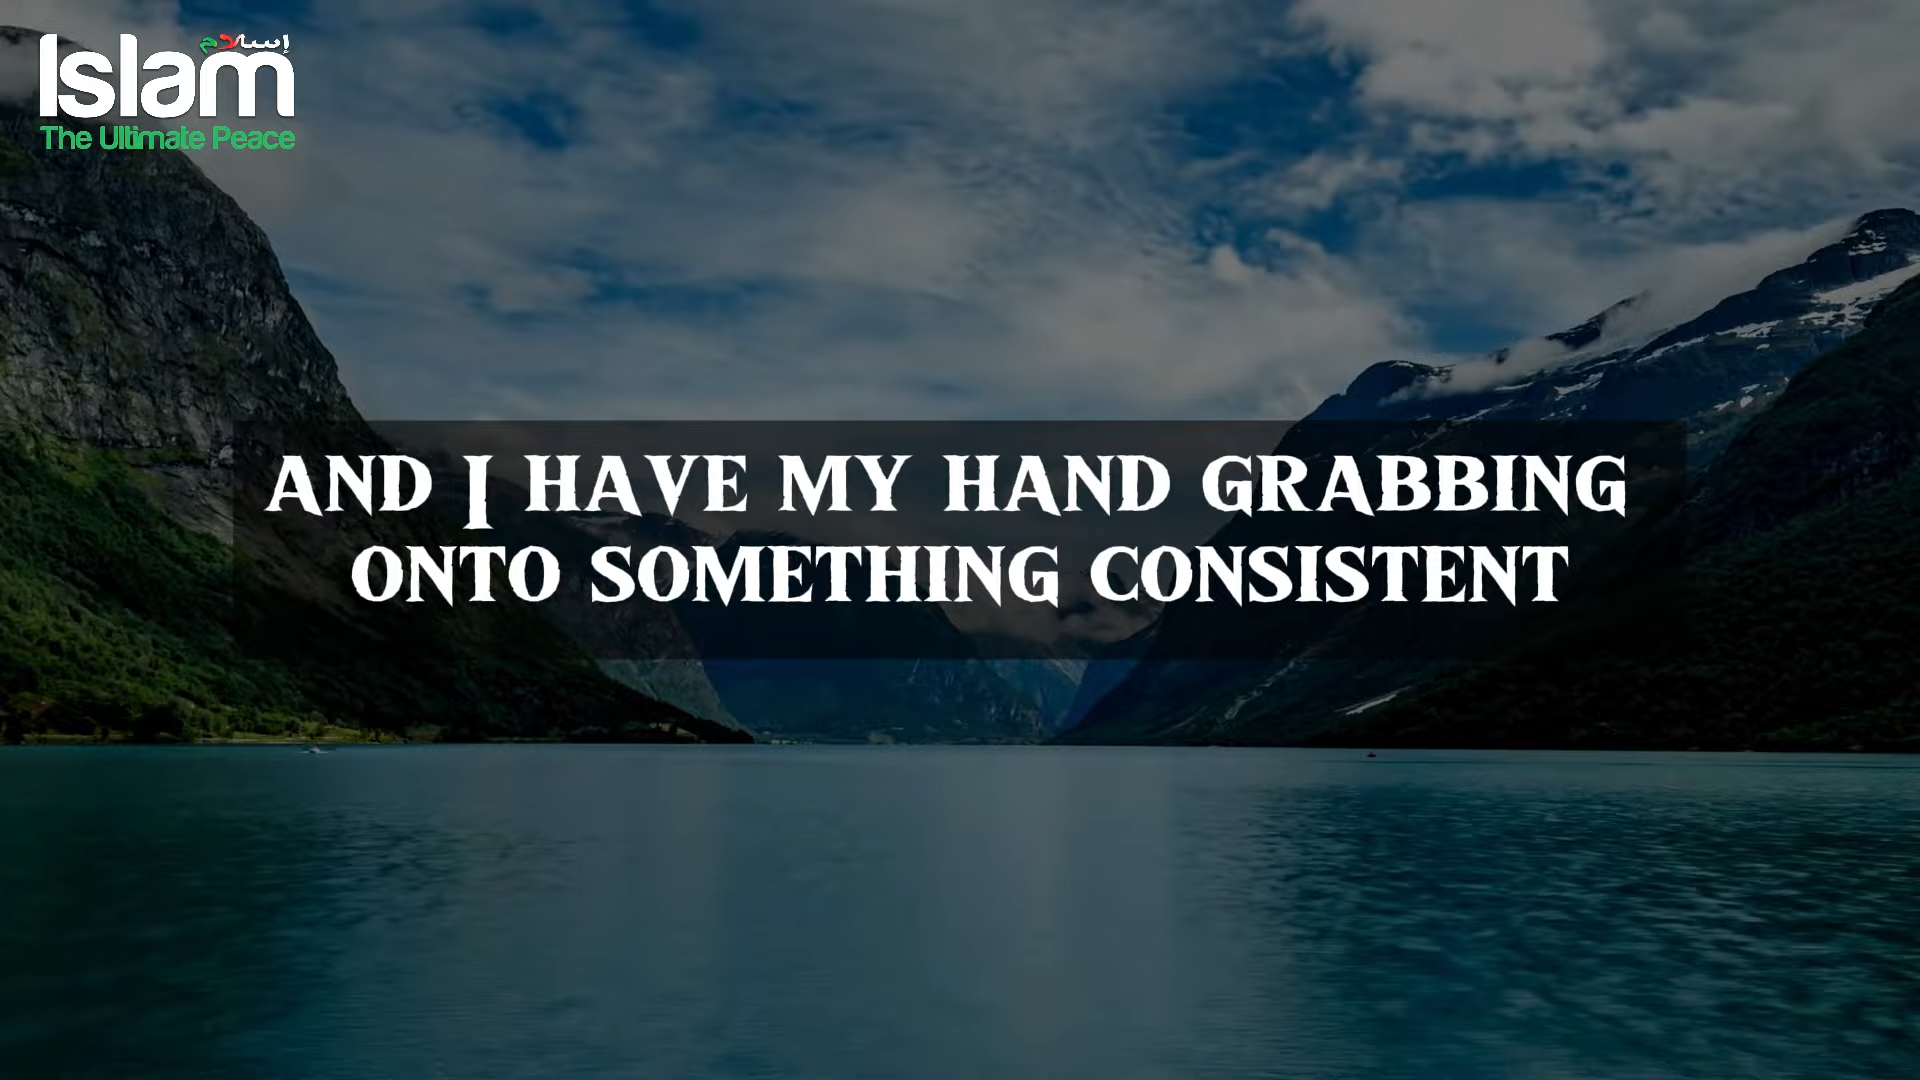 إسلام
Islam
The Ultimate Peace
AND I HAVE MY HAND GRABBING
ONTO SOMETHING CONSISTENT